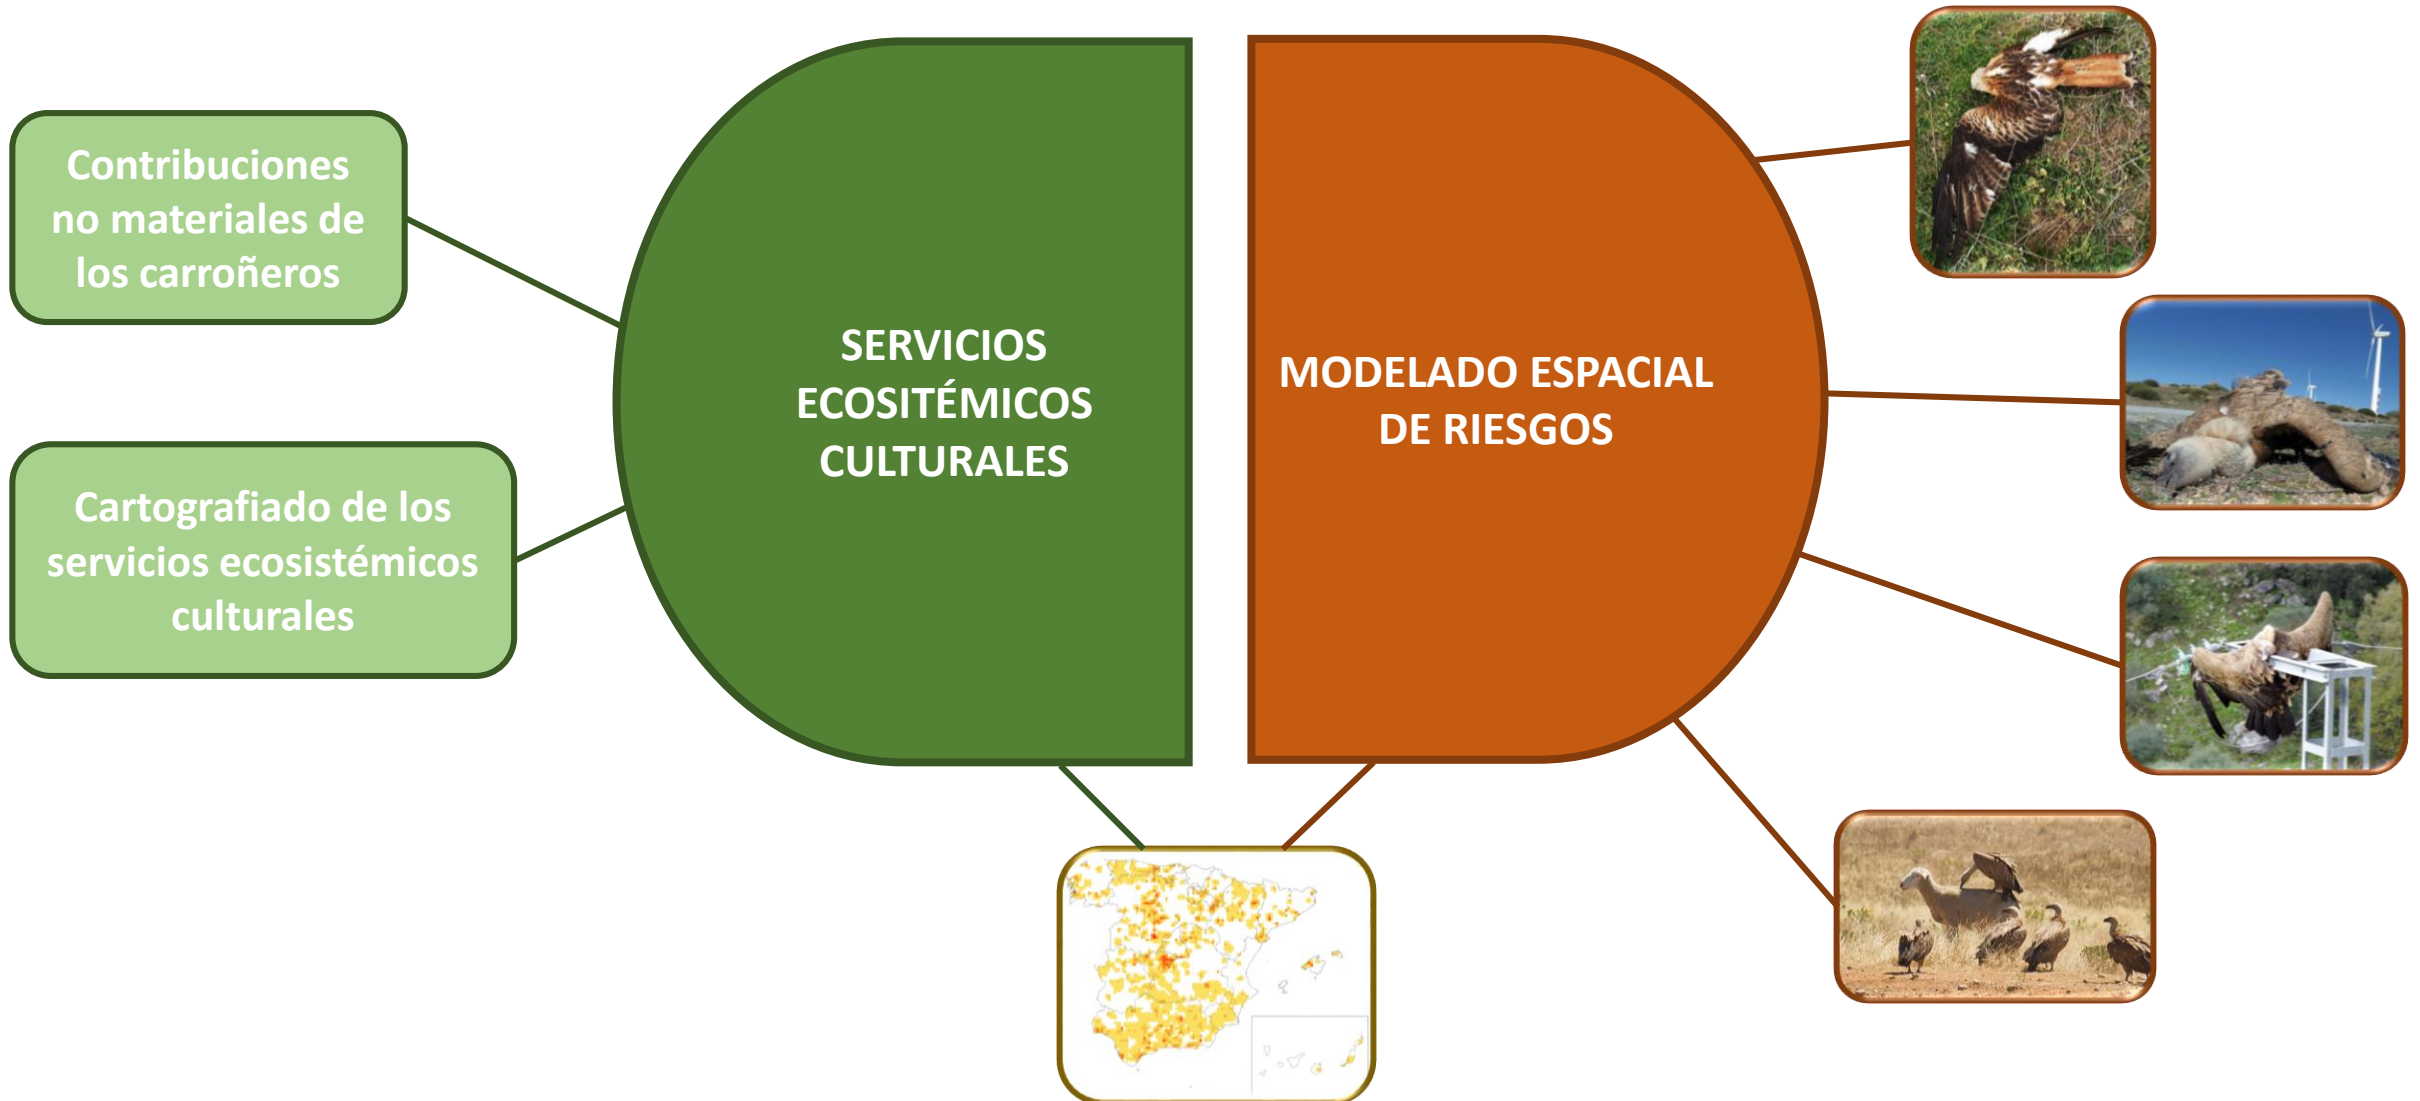 Contribuciones
no materiales de
los carroñeros
Cartografiado de los
servicios ecosistémicos
culturales
SERVICIOS
ECOSITÉMICOS
CULTURALES
MODELADO ESPACIAL
DE RIESGOS